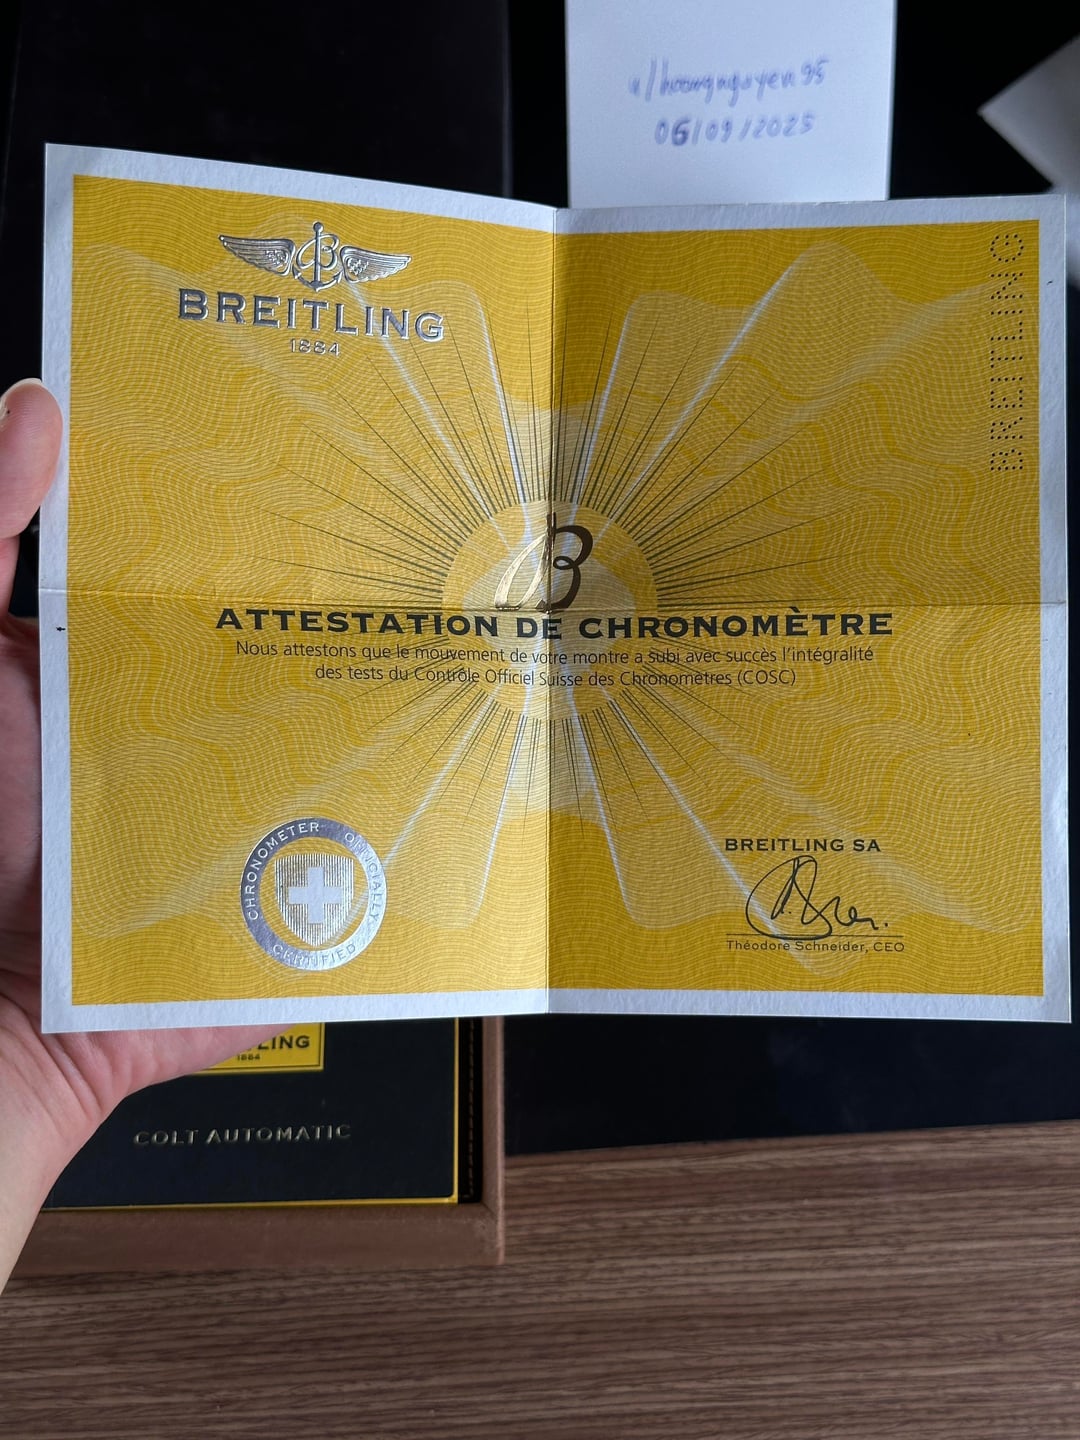 u/hoangnguyen95
06/09/2025
BREITLING
1884
BREITLING
B
ATTESTATION DE CHRONOMÈTRE
Nous attestons que le mouvement de votre montre a subi avec succès l'intégralité
des tests du Contrôle Officiel Suisse des Chronomètres (COSC)
CHRONOMETER OFFICIALLY
CERTIFIED
BREITLING SA
Théodore Schneider, CEO
LING
1884
COLT AUTOMATIC